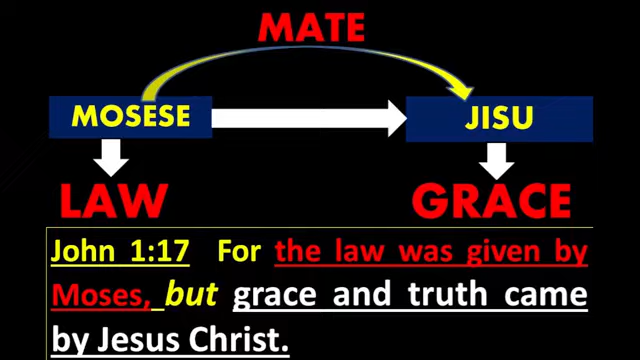 MATE
MOSESE JISU
LAW GRACE
John 1:17 For the law was given by
Moses, but grace and truth came
by Jesus Christ.